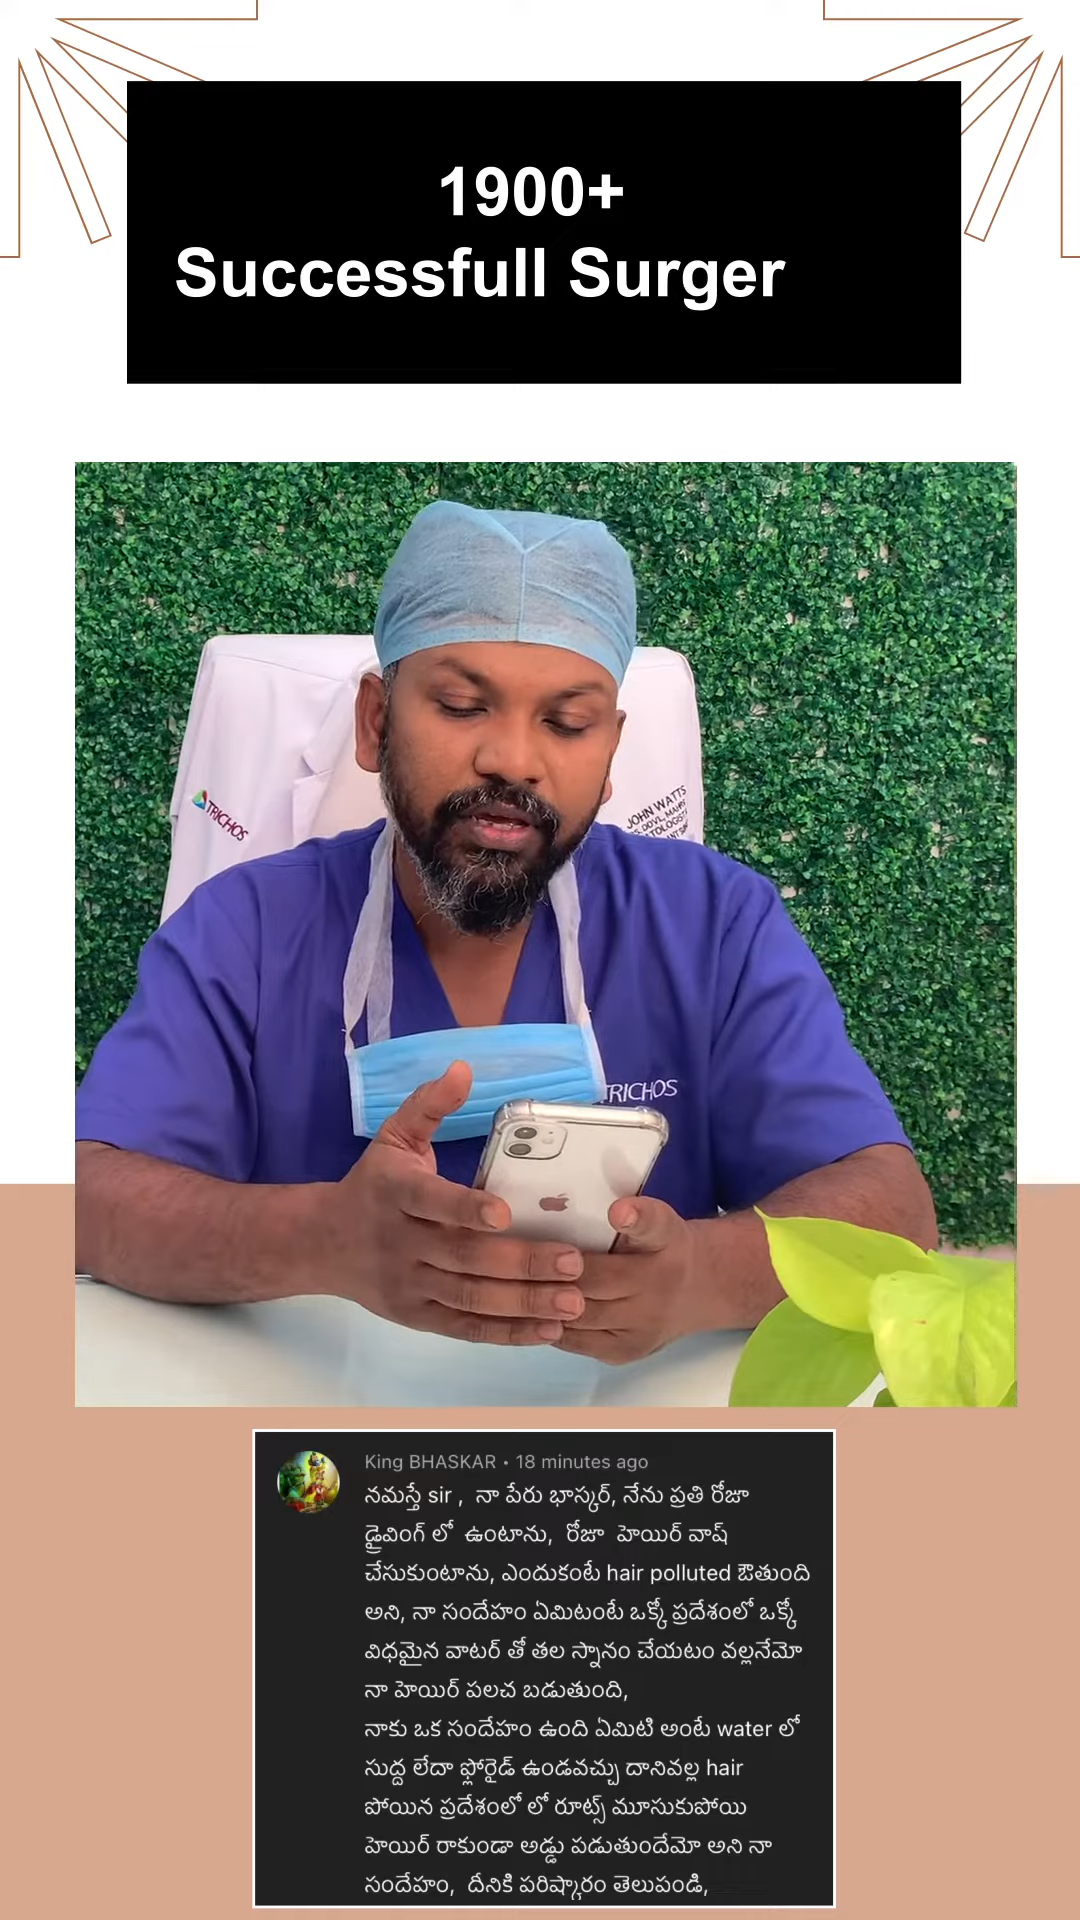 1900+
Successfull Surger
TRICHOS
JOHN WATTS
TRICHOS
King BHASKAR • 18 minutes ago
నమస్తే sir , నా పేరు భాస్కర్, నేను ప్రతి రోజూ
డ్రైవింగ్ లో ఉంటాను, రోజూ హెయిర్ వాష్
చేసుకుంటాను, ఎందుకంటే hair polluted ఔతుంది
అని, నా సందేహం ఏమిటంటే ఒక్కో ప్రదేశంలో ఒక్కో
విధమైన వాటర్ తో తల స్నానం చేయటం వల్లనేమో
నా హెయిర్ పలచ బడుతుంది,
నాకు ఒక సందేహం ఉంది ఏమిటి అంటే water లో
సుద్ద లేదా ఫ్లోరైడ్ ఉండవచ్చు దానివల్ల hair
పోయిన ప్రదేశంలో లో రూట్స్ మూసుకుపోయి
హెయిర్ రాకుండా అడ్డు పడుతుందేమో అని నా
సందేహం, దీనికి పరిష్కారం తెలుపండి,